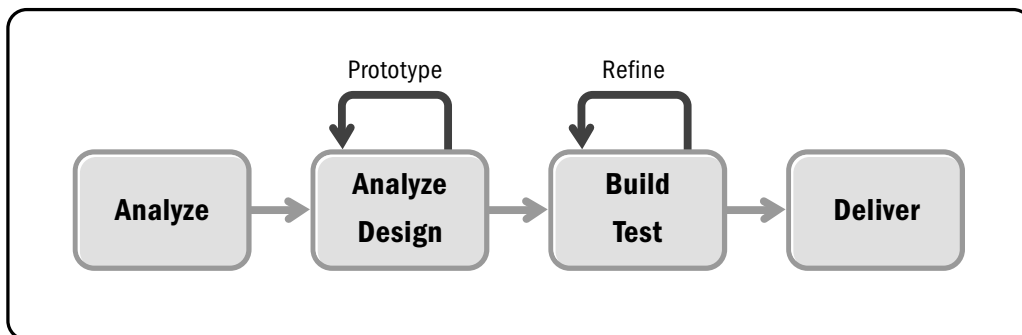 Prototype
Refine
Analyze
Analyze
Design
Build
Test
Deliver